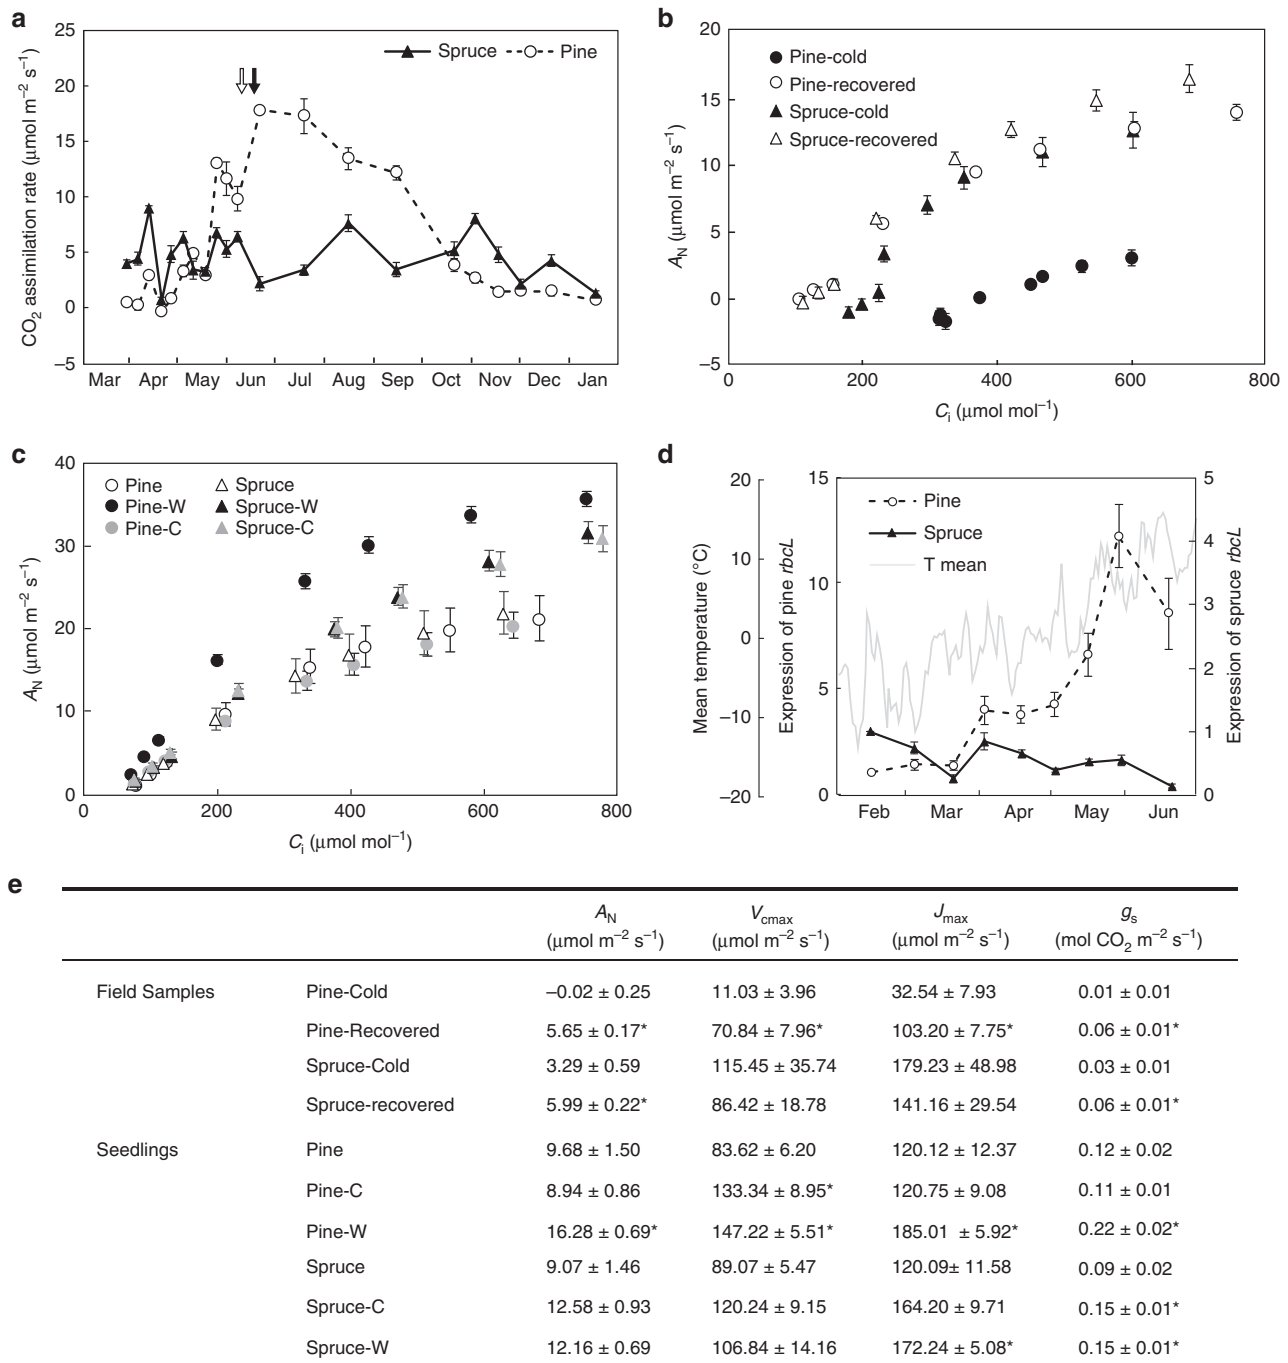 a
25
20
15
10
5
0
–5
CO2 assimilation rate (μmol m–2 s–1)
Spruce Pine
Mar Apr May Jun Jul Aug Sep Oct Nov Dec Jan
b
20
15
10
5
0
–5
AN (μmol m–2 s–1)
Pine-cold
Pine-recovered
Spruce-cold
Spruce-recovered
0 200 400 600 800
Ci (μmol mol–1)
c
40
30
20
10
0
AN (μmol m–2 s–1)
Pine Spruce
Pine-W Spruce-W
Pine-C Spruce-C
0 200 400 600 800
Ci (μmol mol–1)
d
20
10
0
–10
–20
Mean temperature (°C)
15
10
5
0
Expression of pine rbcL
Pine
Spruce
T mean
5
4
3
2
1
0
Expression of spruce rbcL
Feb Mar Apr May Jun
e
AN Vcmax Jmax gs
(μmol m–2 s–1) (μmol m–2 s–1) (μmol m–2 s–1) (mol CO2 m–2 s–1)
Field Samples Pine-Cold –0.02 ± 0.25 11.03 ± 3.96 32.54 ± 7.93 0.01 ± 0.01
Pine-Recovered 5.65 ± 0.17* 70.84 ± 7.96* 103.20 ± 7.75* 0.06 ± 0.01*
Spruce-Cold 3.29 ± 0.59 115.45 ± 35.74 179.23 ± 48.98 0.03 ± 0.01
Spruce-recovered 5.99 ± 0.22* 86.42 ± 18.78 141.16 ± 29.54 0.06 ± 0.01*
Seedlings Pine 9.68 ± 1.50 83.62 ± 6.20 120.12 ± 12.37 0.12 ± 0.02
Pine-C 8.94 ± 0.86 133.34 ± 8.95* 120.75 ± 9.08 0.11 ± 0.01
Pine-W 16.28 ± 0.69* 147.22 ± 5.51* 185.01 ± 5.92* 0.22 ± 0.02*
Spruce 9.07 ± 1.46 89.07 ± 5.47 120.09± 11.58 0.09 ± 0.02
Spruce-C 12.58 ± 0.93 120.24 ± 9.15 164.20 ± 9.71 0.15 ± 0.01*
Spruce-W 12.16 ± 0.69 106.84 ± 14.16 172.24 ± 5.08* 0.15 ± 0.01*